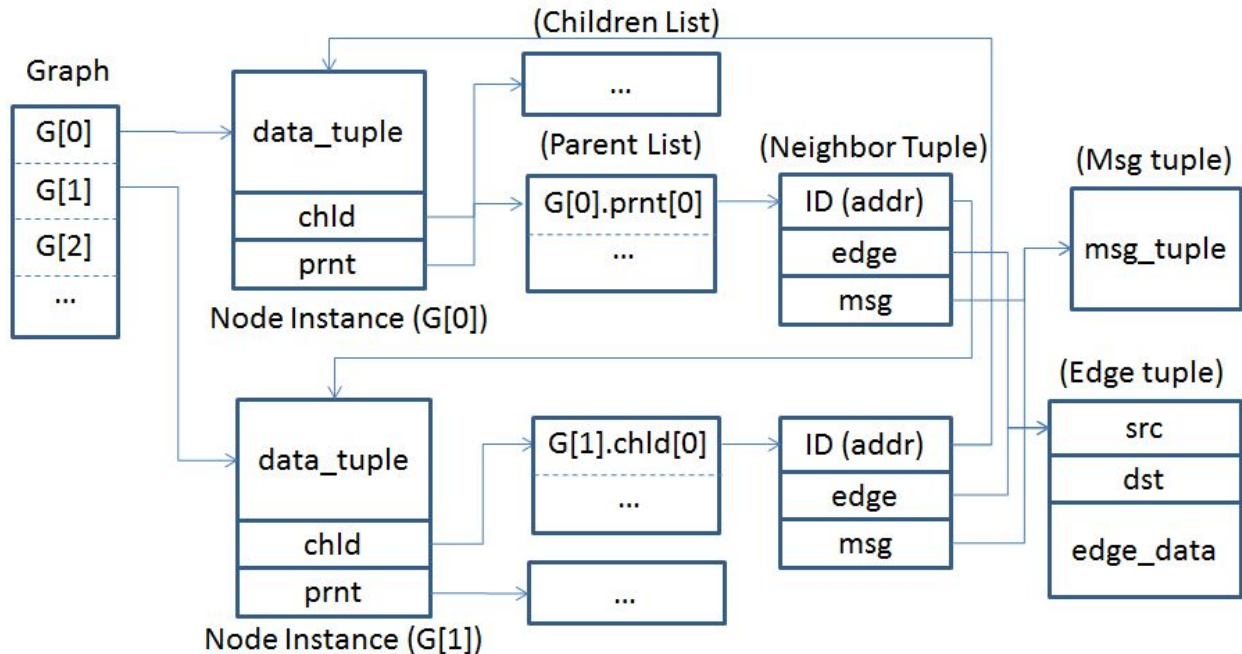 (Children List)
Graph
G[0]
G[1]
G[2]
...
data_tuple
chld
prnt
Node Instance (G[0])
...
(Parent List)
G[0].prnt[0]
...
(Neighbor Tuple)
ID (addr)
edge
msg
(Msg tuple)
msg_tuple
data_tuple
chld
prnt
Node Instance (G[1])
G[1].chld[0]
...
...
ID (addr)
edge
msg
(Edge tuple)
src
dst
edge_data